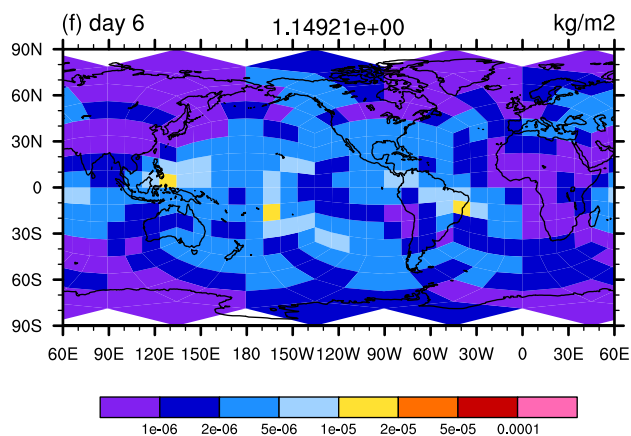 (f) day 6 1.14921e+00 kg/m2
90N
60N
30N
0
30S
60S
90S
60E 90E 120E 150E 180 150W 120W 90W 60W 30W 0 30E 60E
1e-06 2e-06 5e-06 1e-05 2e-05 5e-05 0.0001